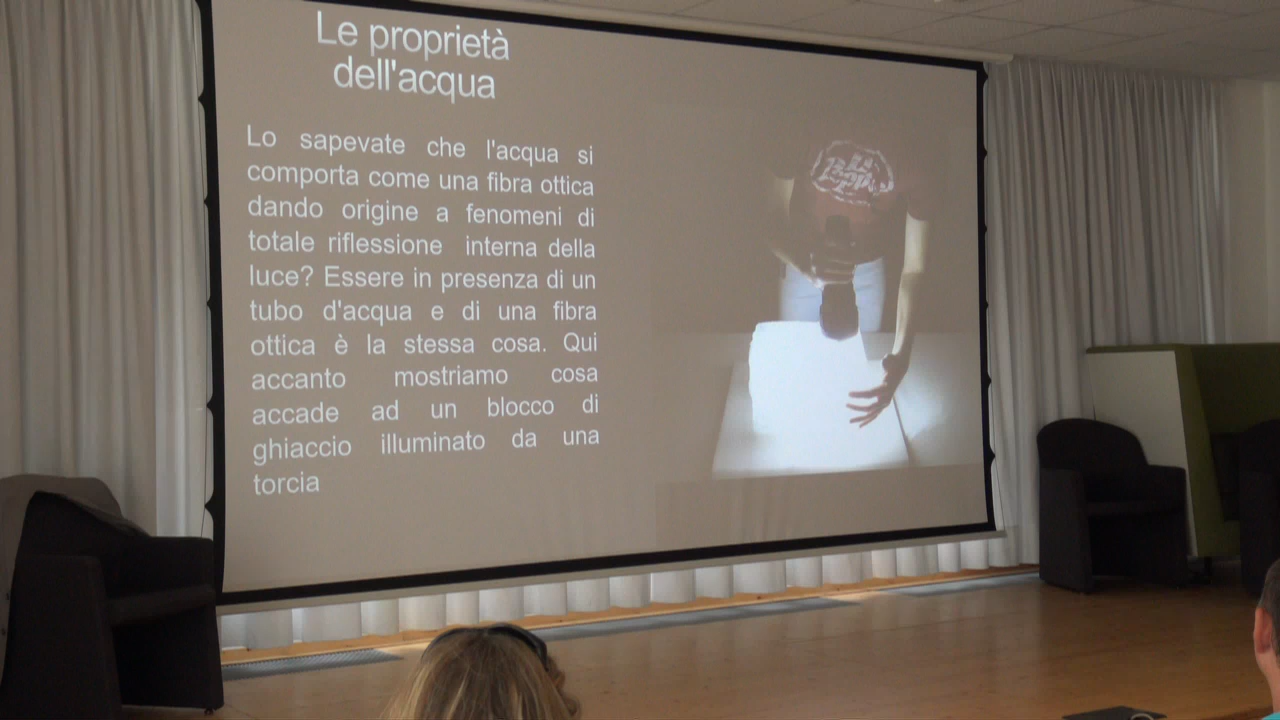 Le proprietà
dell'acqua
Lo sapevate che l'acqua si
comporta come una fibra ottica
dando origine a fenomeni di
totale riflessione interna della
luce? Essere in presenza di un
tubo d'acqua e di una fibra
ottica è la stessa cosa. Qui
accanto mostriamo cosa
accade ad un blocco di
ghiaccio illuminato da una
torcia